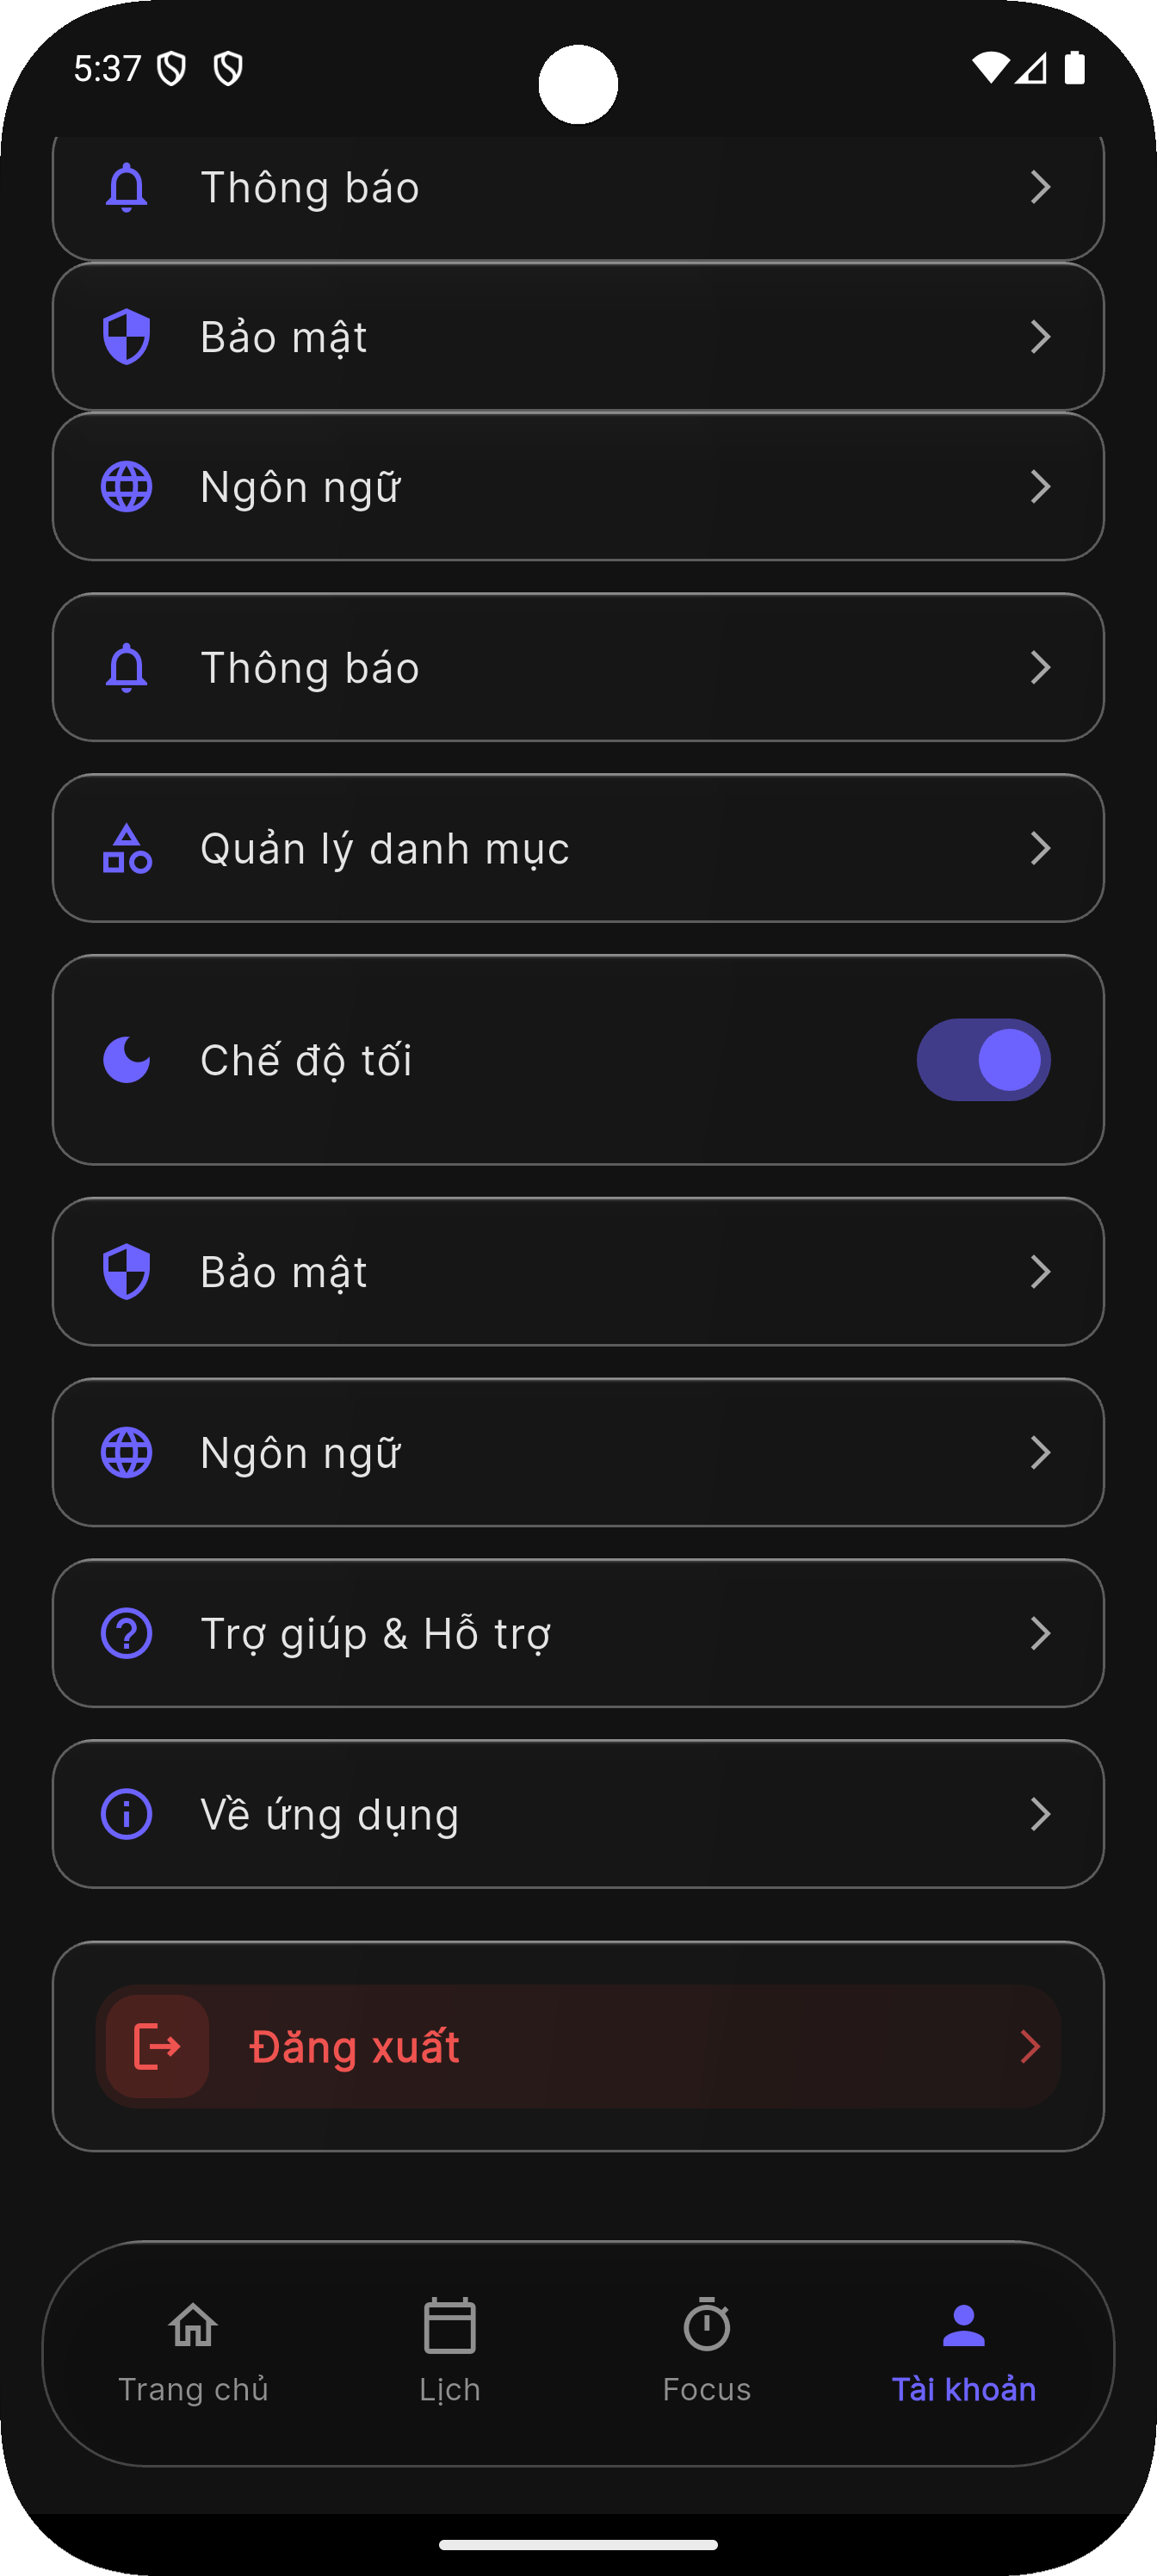 5:37
Thông báo
Bảo mật
Ngôn ngữ
Thông báo
Quản lý danh mục
Chế độ tối
Bảo mật
Ngôn ngữ
Trợ giúp & Hỗ trợ
Về ứng dụng
Đăng xuất
Trang chủ
Lịch
Focus
Tài khoản